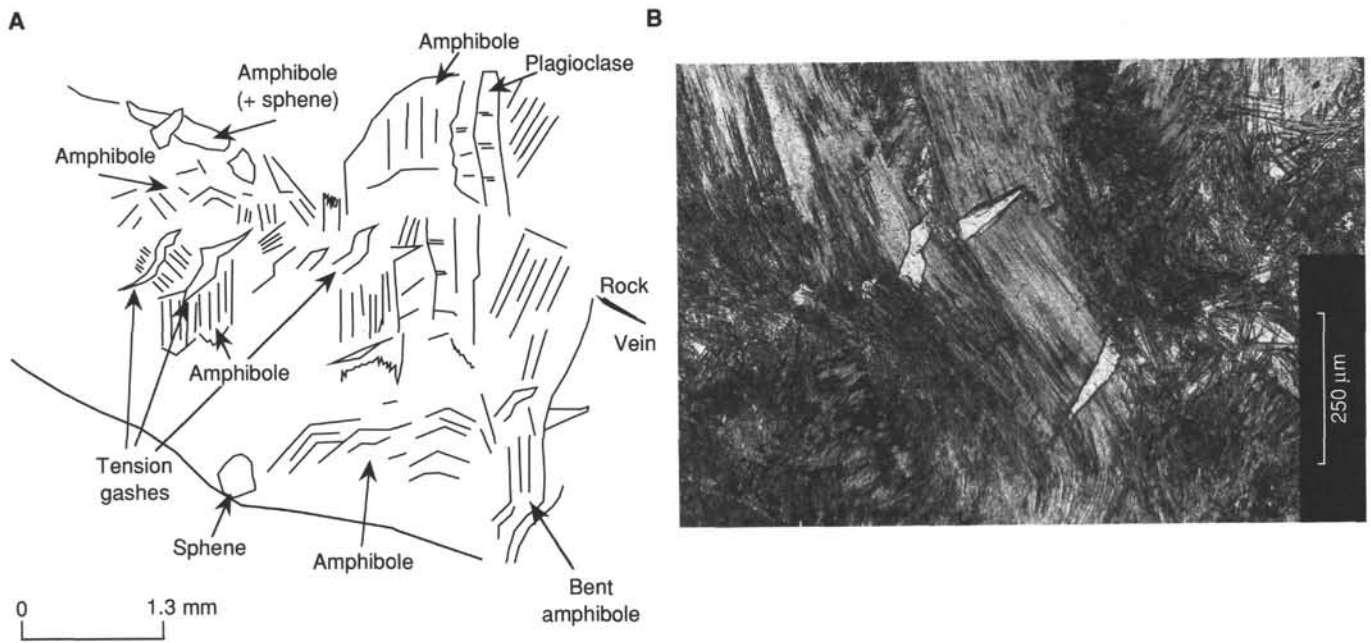 A
Amphibole
Plagioclase
Amphibole
(+ sphene)
Amphibole
Rock
Vein
Amphibole
Tension
gashes
Sphene
Amphibole
Bent
amphibole
0 1.3 mm
B
250 µm